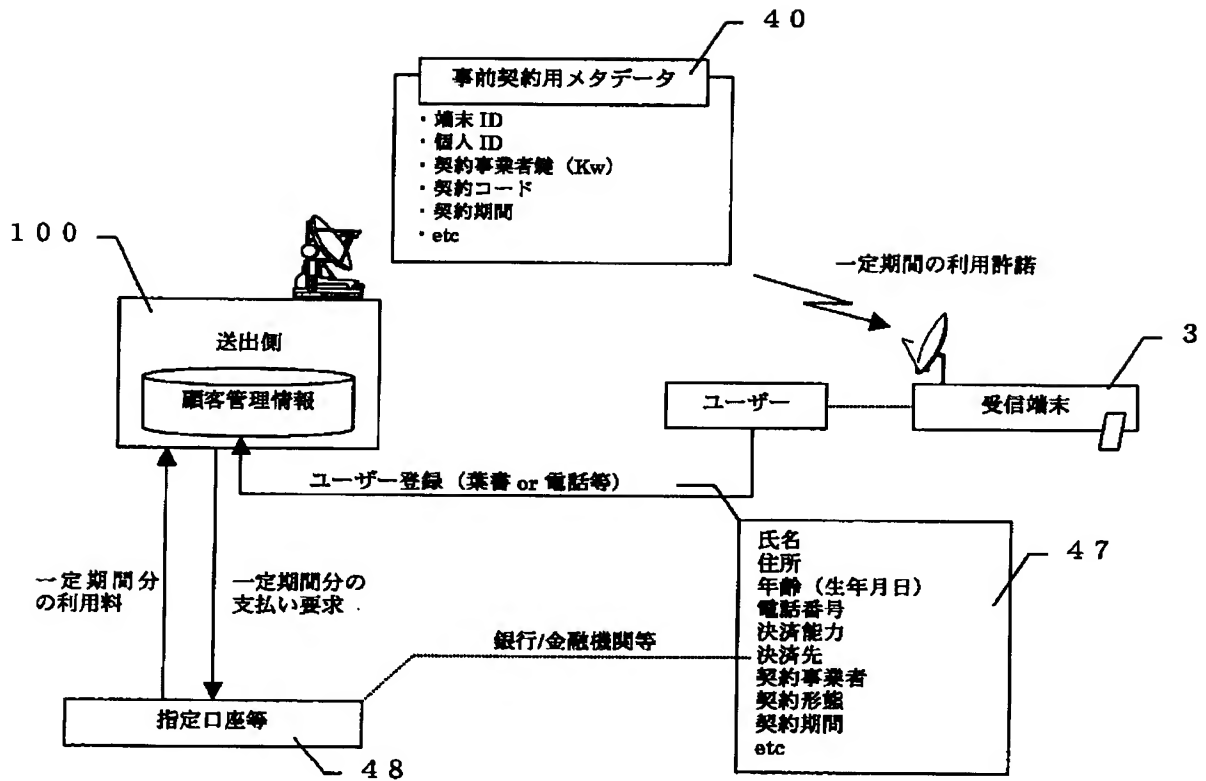 ４０
事前契約用メタデータ
・端末 ID
・個人 ID
・契約事業者鍵（Kw）
・契約コード
・契約期間
・etc
１００
一定期間の利用許諾
送出側
顧客管理情報
３
ユーザー
受信端末
ユーザー登録（葉書 or 電話等）
氏名
住所
年齢（生年月日）
電話番号
決済能力
決済先
契約事業者
契約形態
契約期間
etc
４７
一定期間分
の利用料
一定期間分の
支払い要求
銀行/金融機関等
指定口座等
４８